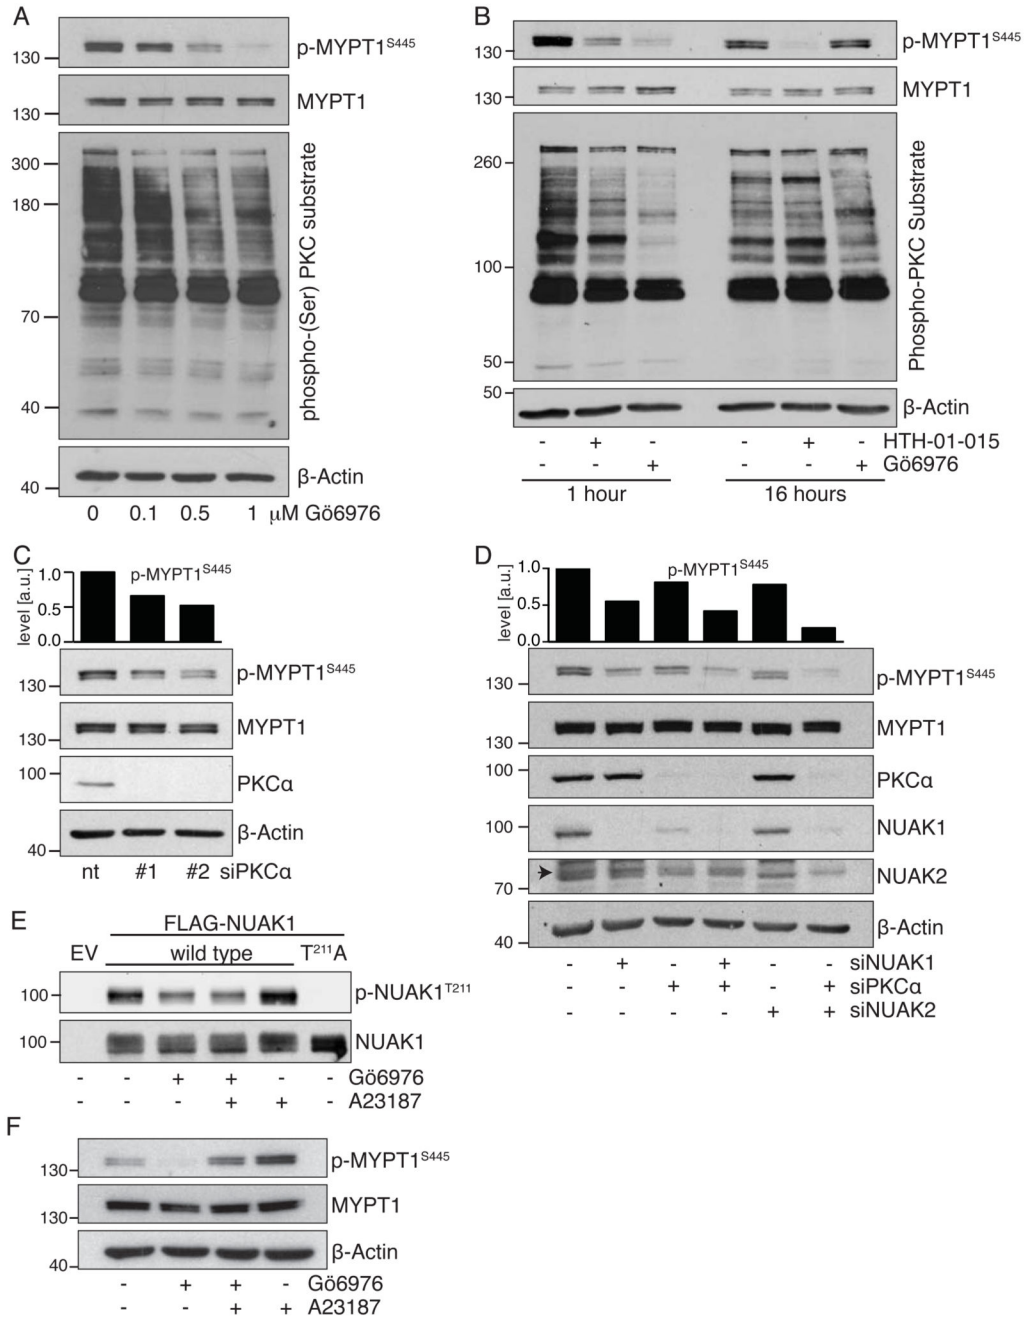 A
p-MYPT1S445
130
MYPT1
130
300
180
70
40
phospho-(Ser) PKC substrate
β-Actin
40
0 0.1 0.5 1 μM Gö6976
B
p-MYPT1S445
130
MYPT1
130
260
100
50
Phospho-PKC Substrate
50
β-Actin
- + - - + - HTH-01-015
- - + - - + Gö6976
1 hour 16 hours
C
1.0
0.5
0.0
level [a.u.]
p-MYPT1S445
p-MYPT1S445
130
MYPT1
130
100
PKCα
β-Actin
40
nt #1 #2 siPKCα
D
1.0
0.5
0.0
level [a.u.]
p-MYPT1S445
p-MYPT1S445
130
MYPT1
130
100
PKCα
100
NUAK1
NUAK2
70
β-Actin
40
- + - + - - siNUAK1
- - + + - + siPKCα
- - - - + + siNUAK2
E
FLAG-NUAK1
EV wild type T211A
100
p-NUAK1T211
100
NUAK1
- - + + - - Gö6976
- - - + + - A23187
F
p-MYPT1S445
130
MYPT1
130
β-Actin
40
- + + - Gö6976
- - + + A23187